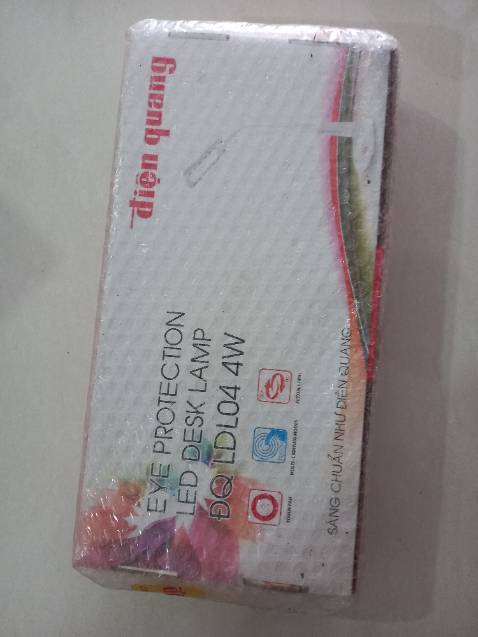 điện quang
EYE PROTECTION
LED DESK LAMP
ĐQ LDL04 4W
SÁNG CHUẨN NHƯ ĐIỆN QUANG